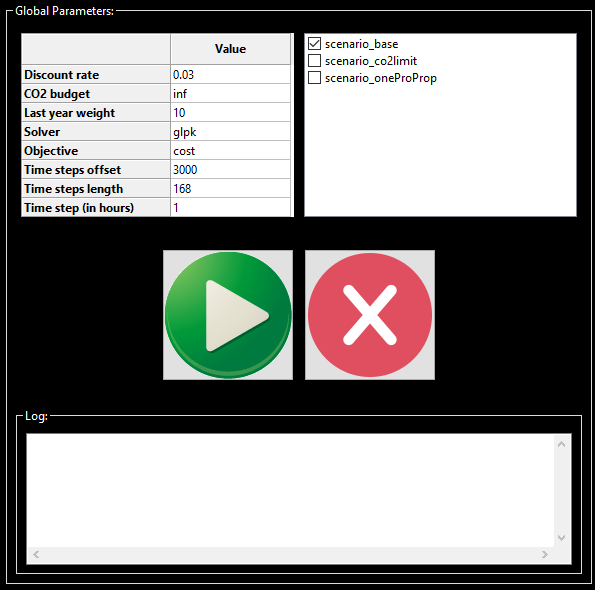 Global Parameters:
Value
Discount rate 0.03
CO2 budget inf
Last year weight 10
Solver glpk
Objective cost
Time steps offset 3000
Time steps length 168
Time step (in hours) 1
scenario_base
scenario_co2limit
scenario_oneProProp
Log: